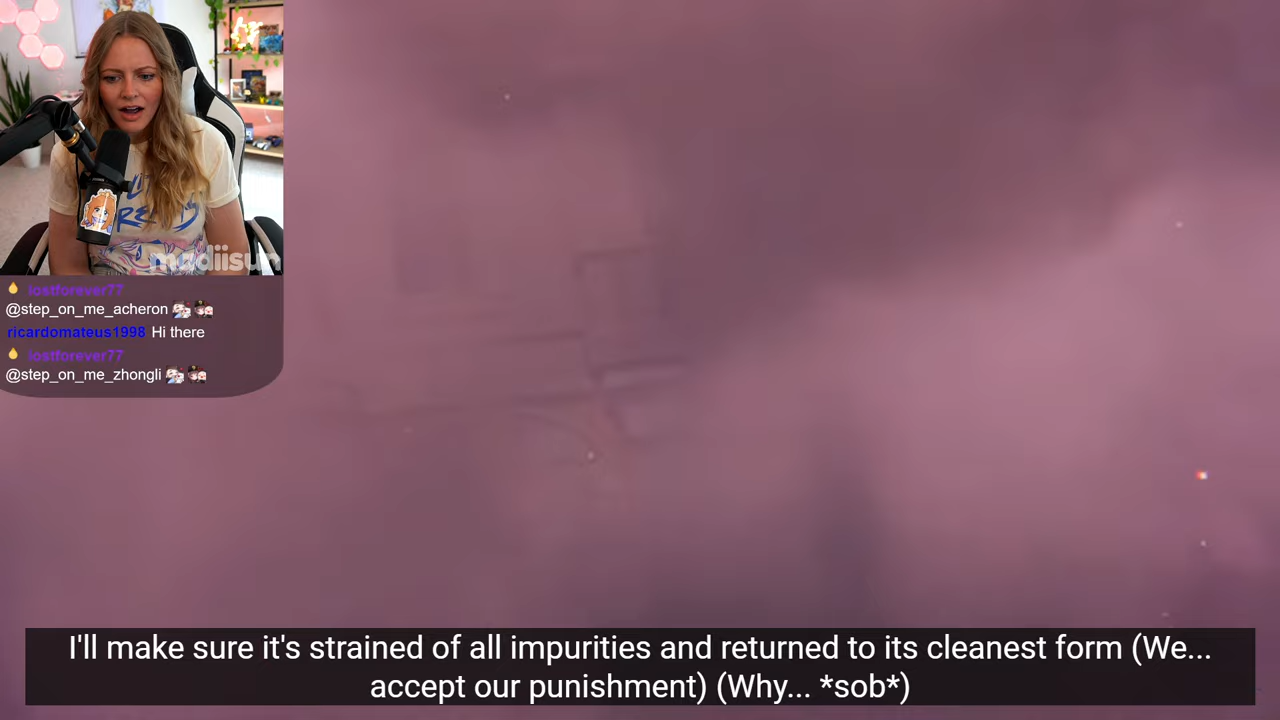 madiisun
lostforever77
@step_on_me_acheron
ricardomateus1998 Hi there
lostforever77
@step_on_me_zhongli
I'll make sure it's strained of all impurities and returned to its cleanest form (We...
accept our punishment) (Why... *sob*)